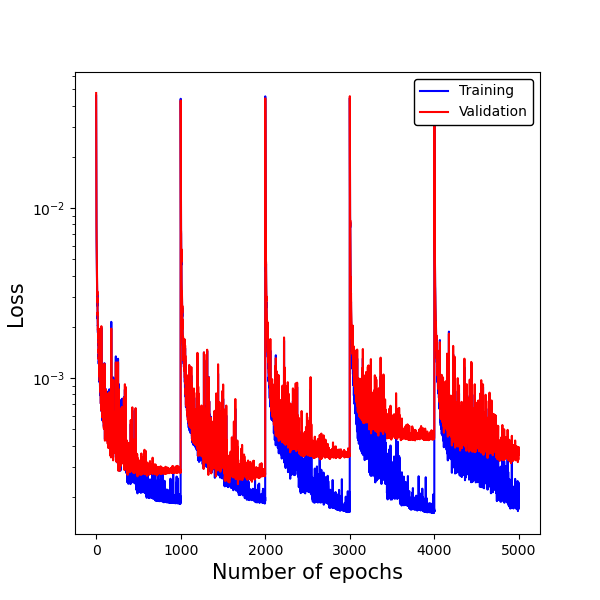 Training
Validation
10⁻²
10⁻³
Loss
0 1000 2000 3000 4000 5000
Number of epochs